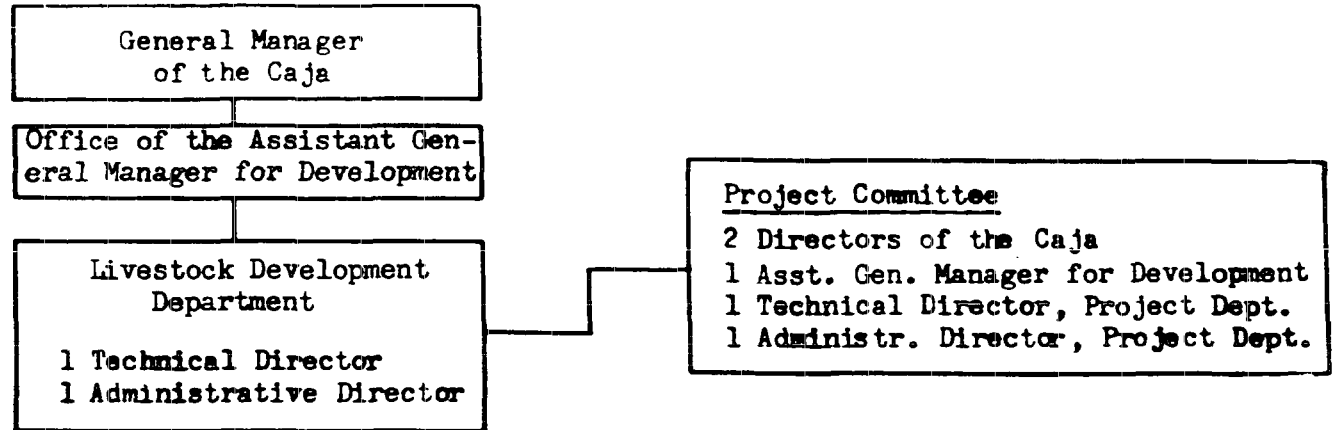 General Manager
of the Caja
Office of the Assistant Gen-
eral Manager for Development
Livestock Development
Department
1 Technical Director
1 Administrative Director
Project Committee
2 Directors of the Caja
1 Asst. Gen. Manager for Development
1 Technical Director, Project Dept.
1 Administr. Director, Project Dept.